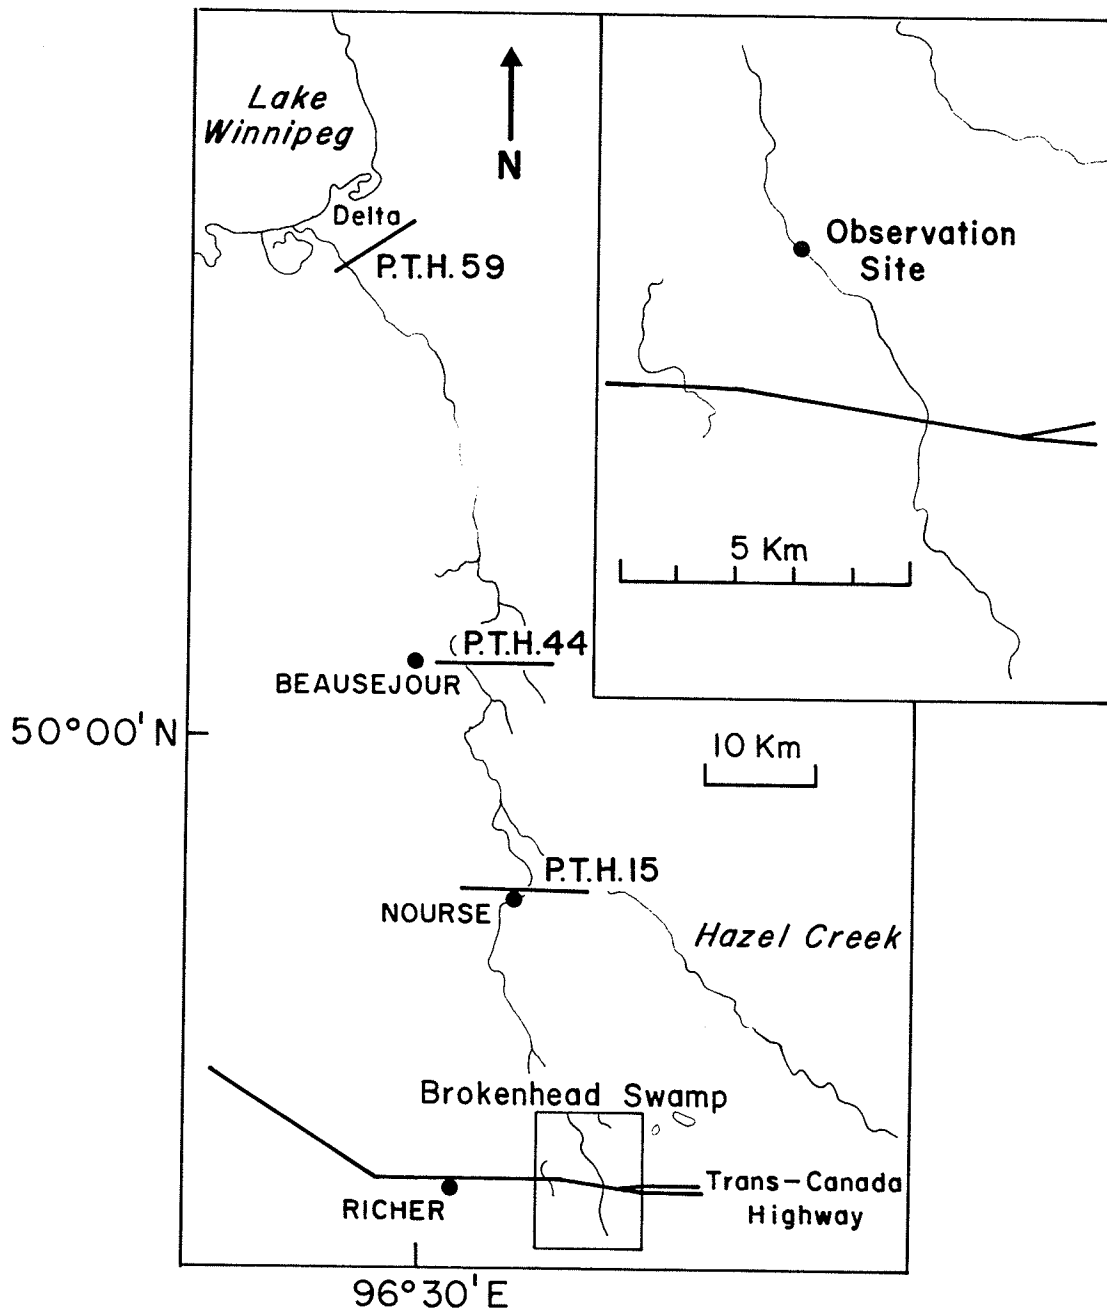 Lake
Winnipeg
N
Delta
P.T.H. 59
Observation
Site
5 Km
P.T.H. 44
BEAUSEJOUR
50°00'N
10 Km
P.T.H. 15
NOURSE
Hazel Creek
Brokenhead Swamp
Trans-Canada
Highway
RICHER
96°30'E